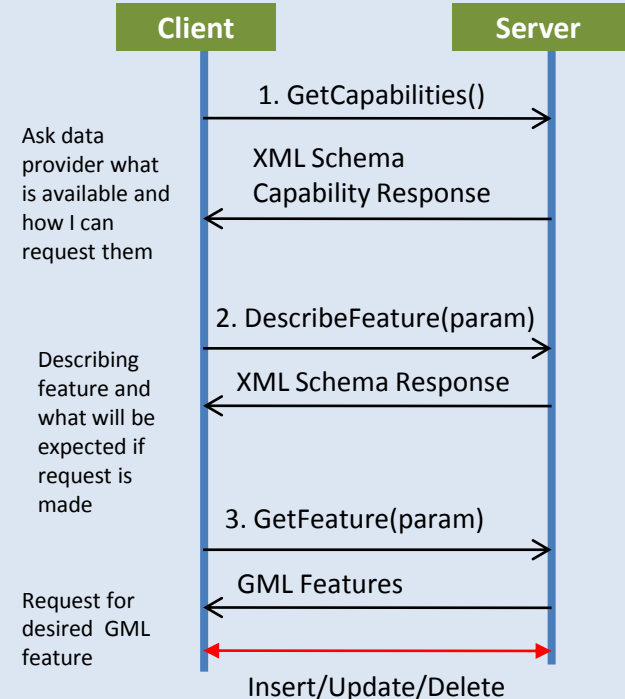 Client
Server
1. GetCapabilities()
Ask data
provider what
is available and
how I can
request them
XML Schema
Capability Response
2. DescribeFeature(param)
Describing
feature and
what will be
expected if
request is
made
XML Schema Response
3. GetFeature(param)
GML Features
Request for
desired GML
feature
Insert/Update/Delete